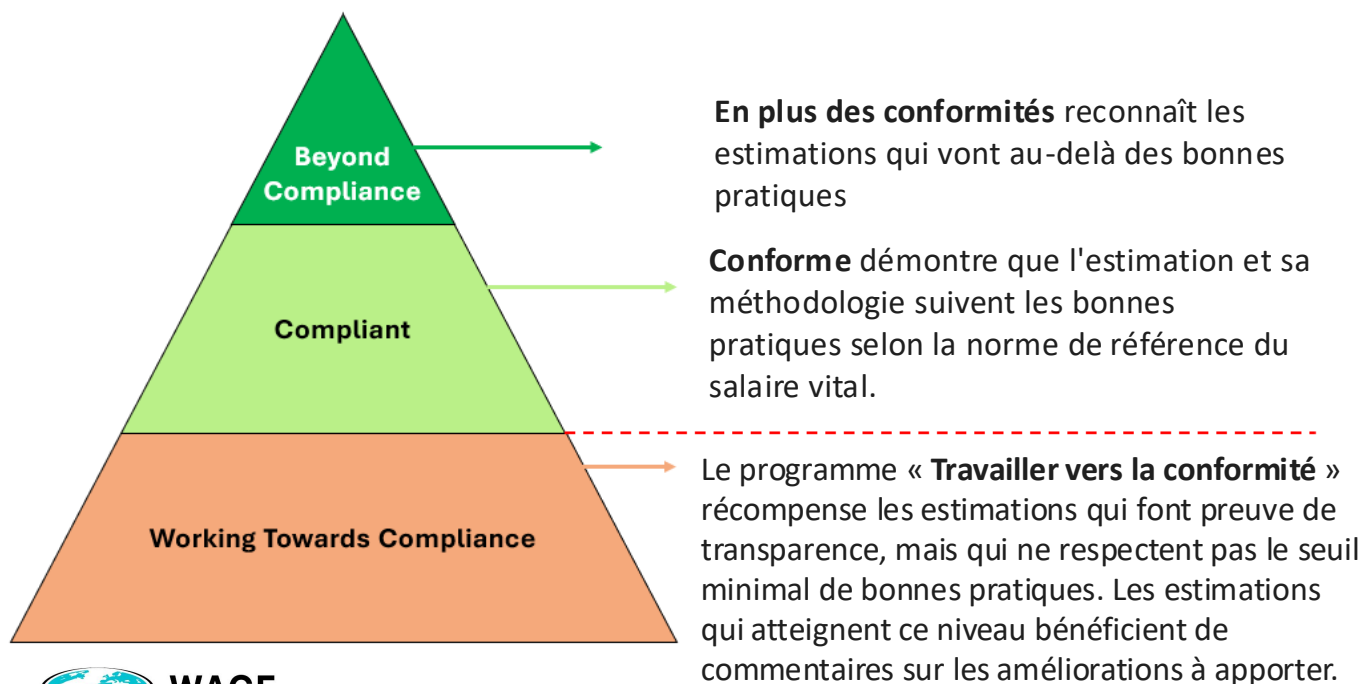 En plus des conformités reconnaît les
estimations qui vont au-delà des bonnes
pratiques
Beyond
Compliance
Conforme démontre que l'estimation et sa
méthodologie suivent les bonnes
pratiques selon la norme de référence du
salaire vital.
Compliant
Le programme « Travailler vers la conformité »
récompense les estimations qui font preuve de
transparence, mais qui ne respectent pas le seuil
minimal de bonnes pratiques. Les estimations
qui atteignent ce niveau bénéficient de
commentaires sur les améliorations à apporter.
Working Towards Compliance